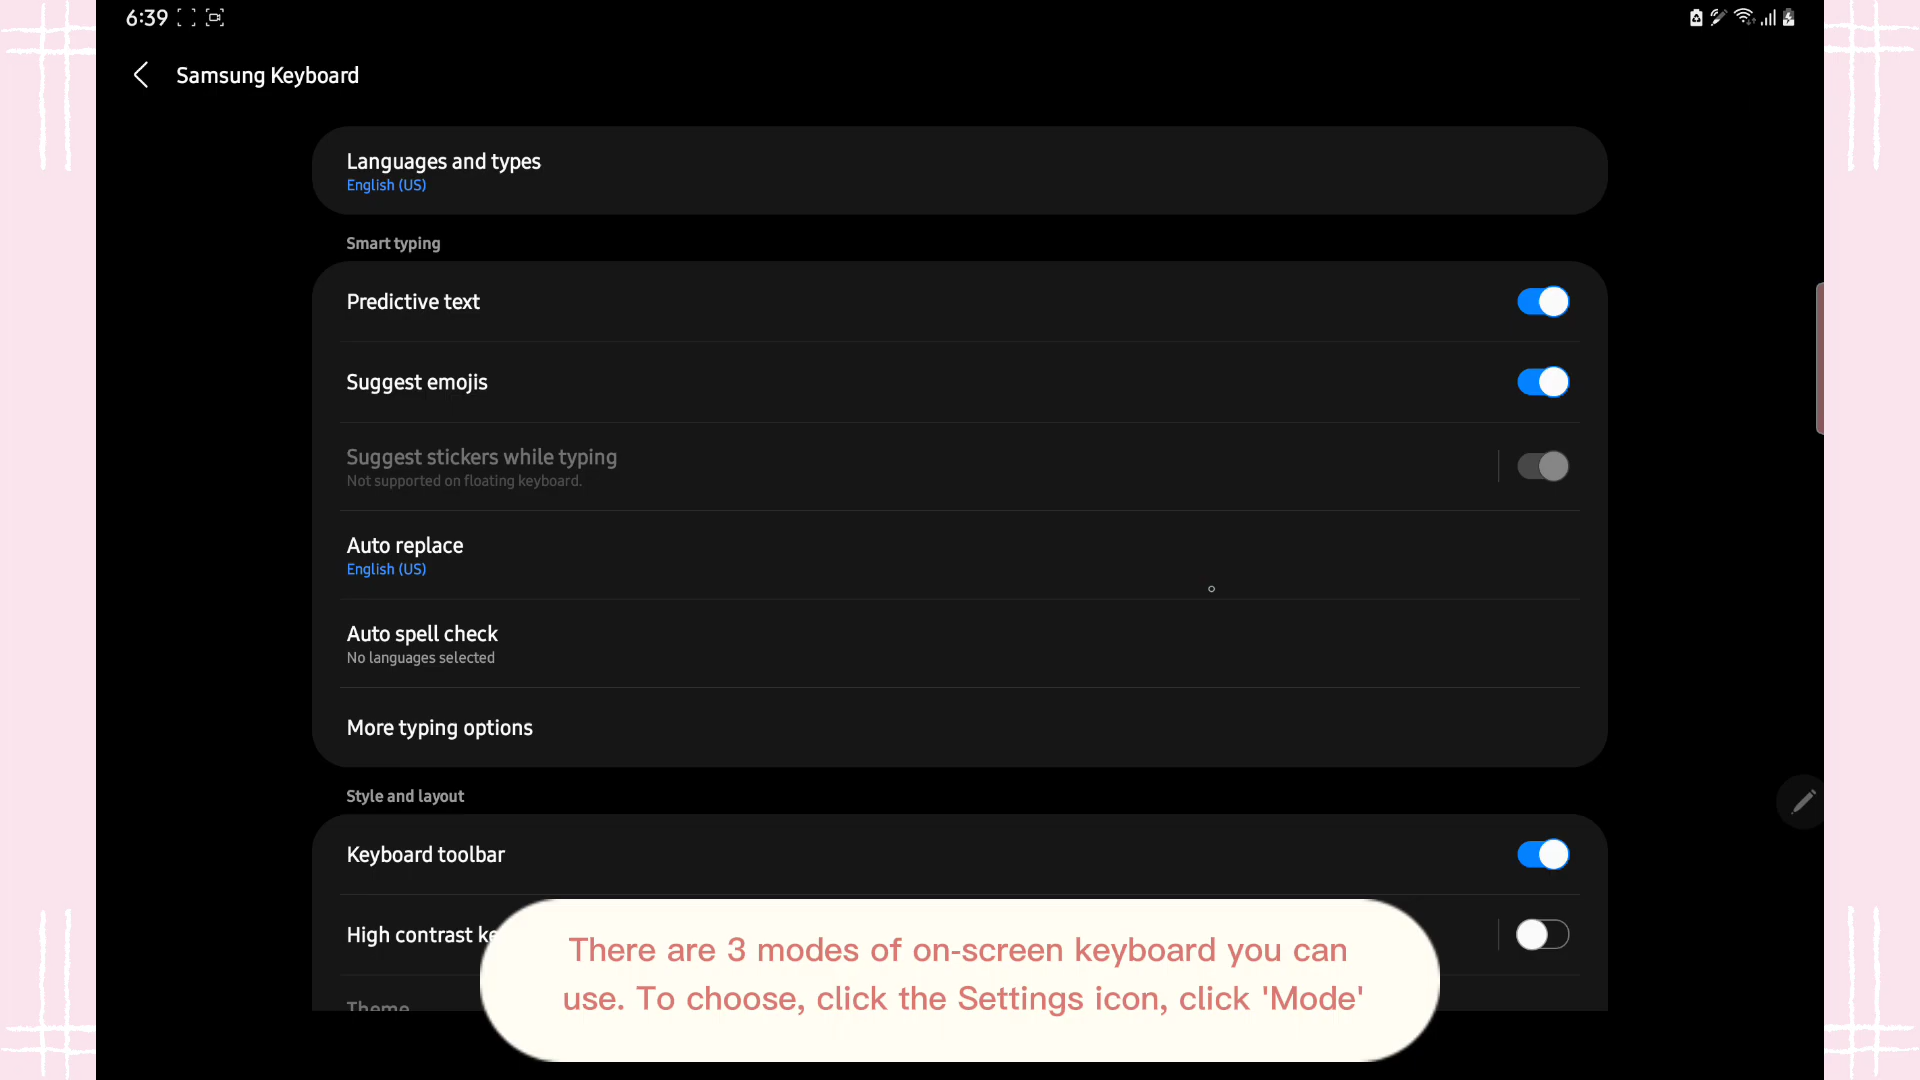 6:39
Samsung Keyboard
Languages and types
English (US)
Smart typing
Predictive text
Suggest emojis
Suggest stickers while typing
Not supported on floating keyboard.
Auto replace
English (US)
Auto spell check
No languages selected
More typing options
Style and layout
Keyboard toolbar
High contrast ke
Theme
There are 3 modes of on-screen keyboard you can
use. To choose, click the Settings icon, click 'Mode'